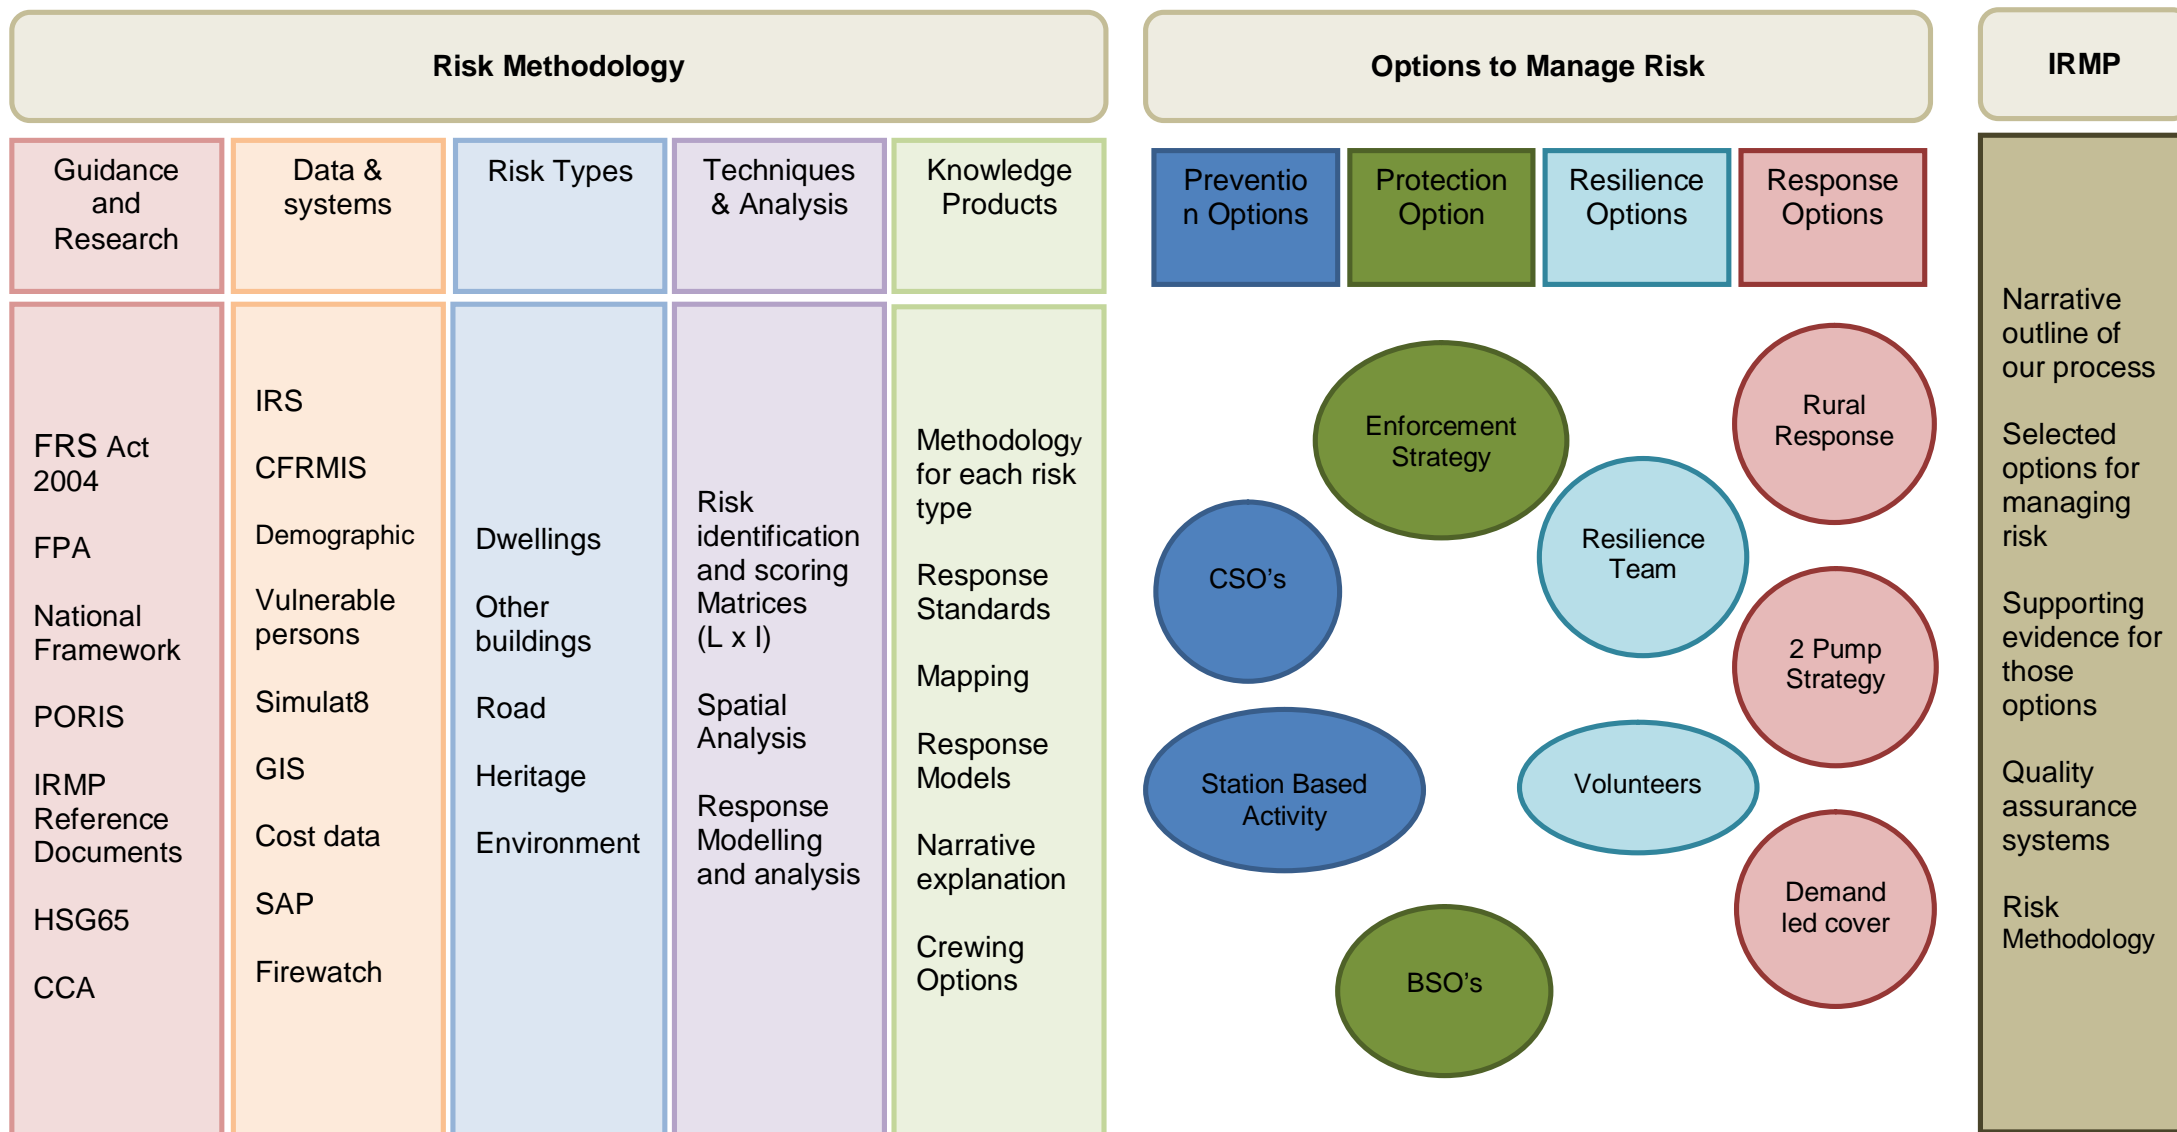 Risk Methodology
Options to Manage Risk
IRMP
Guidance
and
Research
Data &
systems
Risk Types
Techniques
& Analysis
Knowledge
Products
Preventio
n Options
Protection
Option
Resilience
Options
Response
Options
FRS Act
2004
FPA
National
Framework
PORIS
IRMP
Reference
Documents
HSG65
CCA
IRS
CFRMIS
Demographic
Vulnerable
persons
Simulat8
GIS
Cost data
SAP
Firewatch
Dwellings
Other
buildings
Road
Heritage
Environment
Risk
identification
and scoring
Matrices
(L x I)
Spatial
Analysis
Response
Modelling
and analysis
Methodology
for each risk
type
Response
Standards
Mapping
Response
Models
Narrative
explanation
Crewing
Options
CSO's
Station Based
Activity
Enforcement
Strategy
BSO's
Resilience
Team
Volunteers
Rural
Response
2 Pump
Strategy
Demand
led cover
Narrative
outline of
our process
Selected
options for
managing
risk
Supporting
evidence for
those
options
Quality
assurance
systems
Risk
Methodology